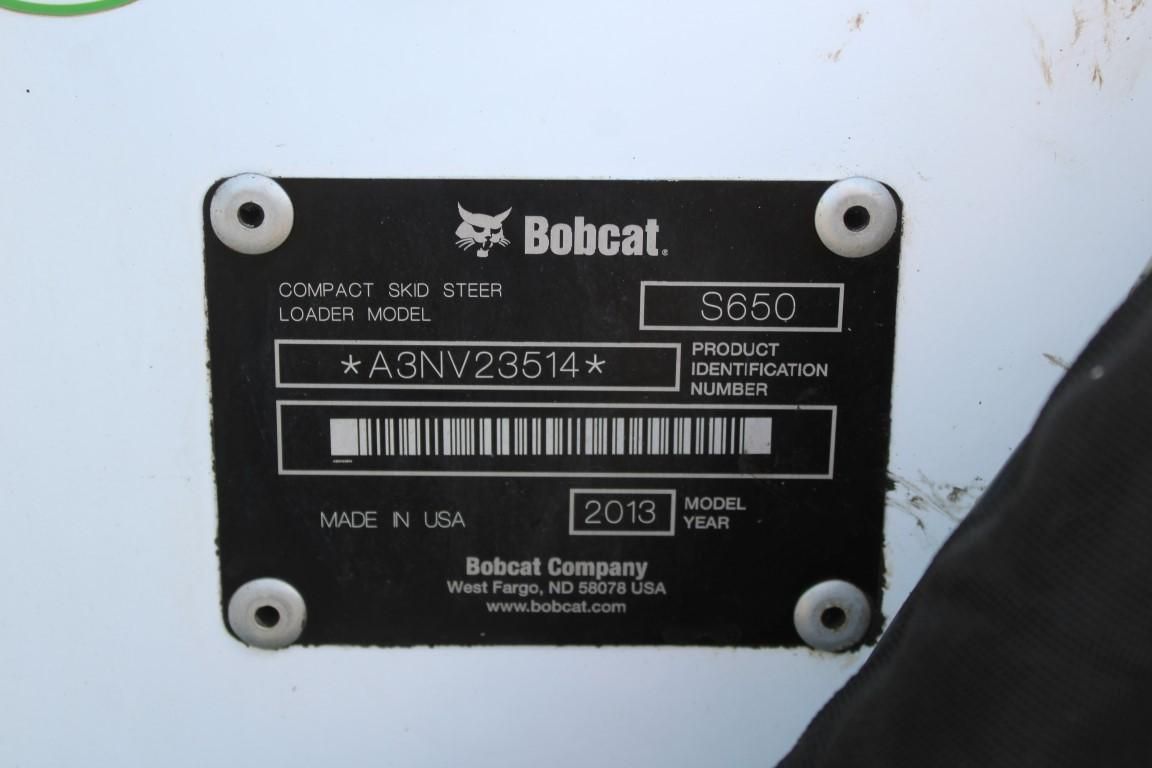 Bobcat®
COMPACT SKID STEER
LOADER MODEL
S650
*A3NV23514*
PRODUCT
IDENTIFICATION
NUMBER
MADE IN USA
2013
MODEL
YEAR
Bobcat Company
West Fargo, ND 58078 USA
www.bobcat.com